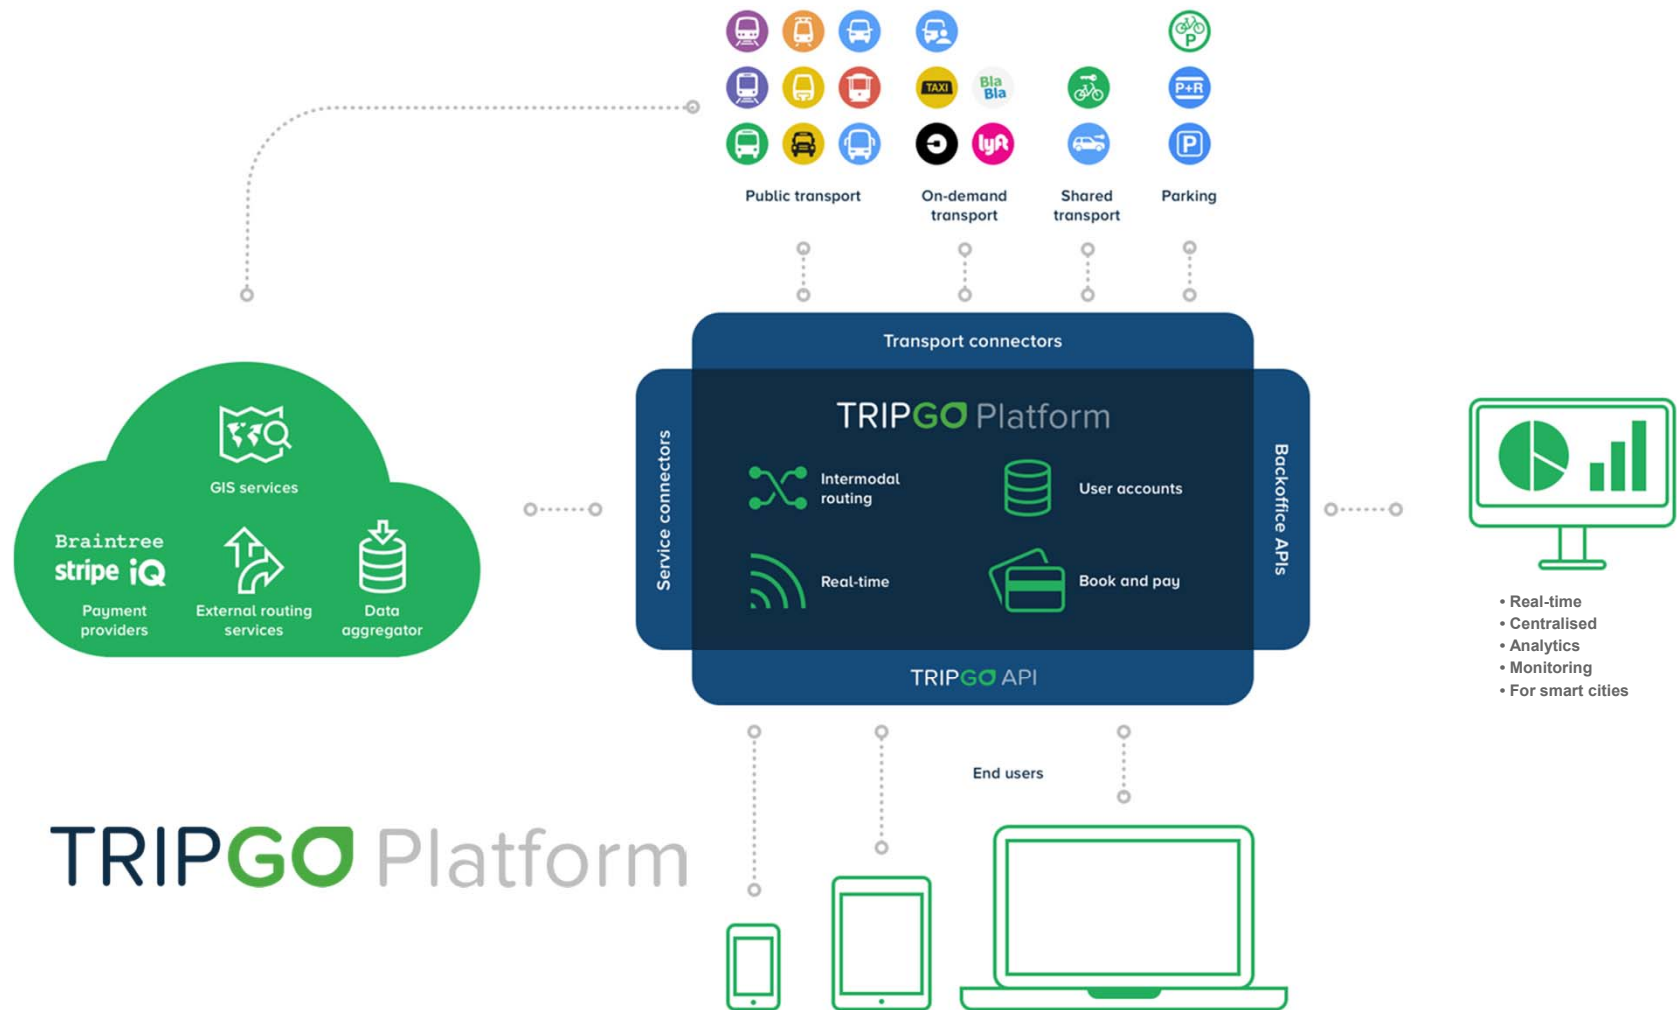 TAXI
Bla
Bla
lyft
P
P+R
P
Public transport
On-demand
transport
Shared
transport
Parking
Transport connectors
TRIPGO Platform
Service connectors
Intermodal
routing
User accounts
Real-time
Book and pay
Backoffice APIs
TRIPGO API
GIS services
Braintree
stripe iQ
Payment
providers
External routing
services
Data
aggregator
• Real-time
• Centralised
• Analytics
• Monitoring
• For smart cities
End users
TRIPGO Platform